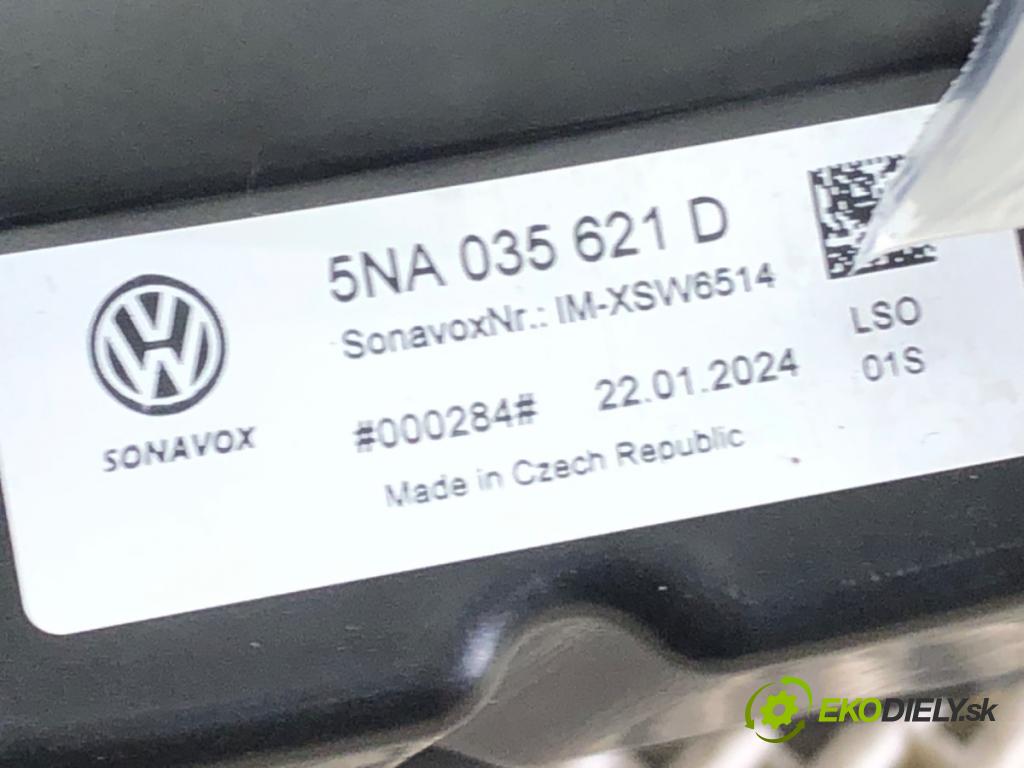 5NA 035 621 D
SonavoxNr.: IM-XSW6514
LSO
#000284# 22.01.2024
01S
SONAVOX
Made in Czech Republic
EKODIELY.sk